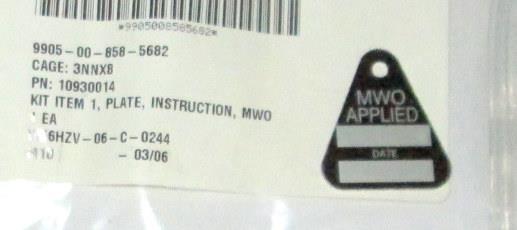 *9905008585682*
9905-00-858-5682
CAGE: 3NNX8
PN: 10930014
KIT ITEM 1, PLATE, INSTRUCTION, MWO
EA
6HZV-06-C-0244
- 03/06
MWO
APPLIED
DATE